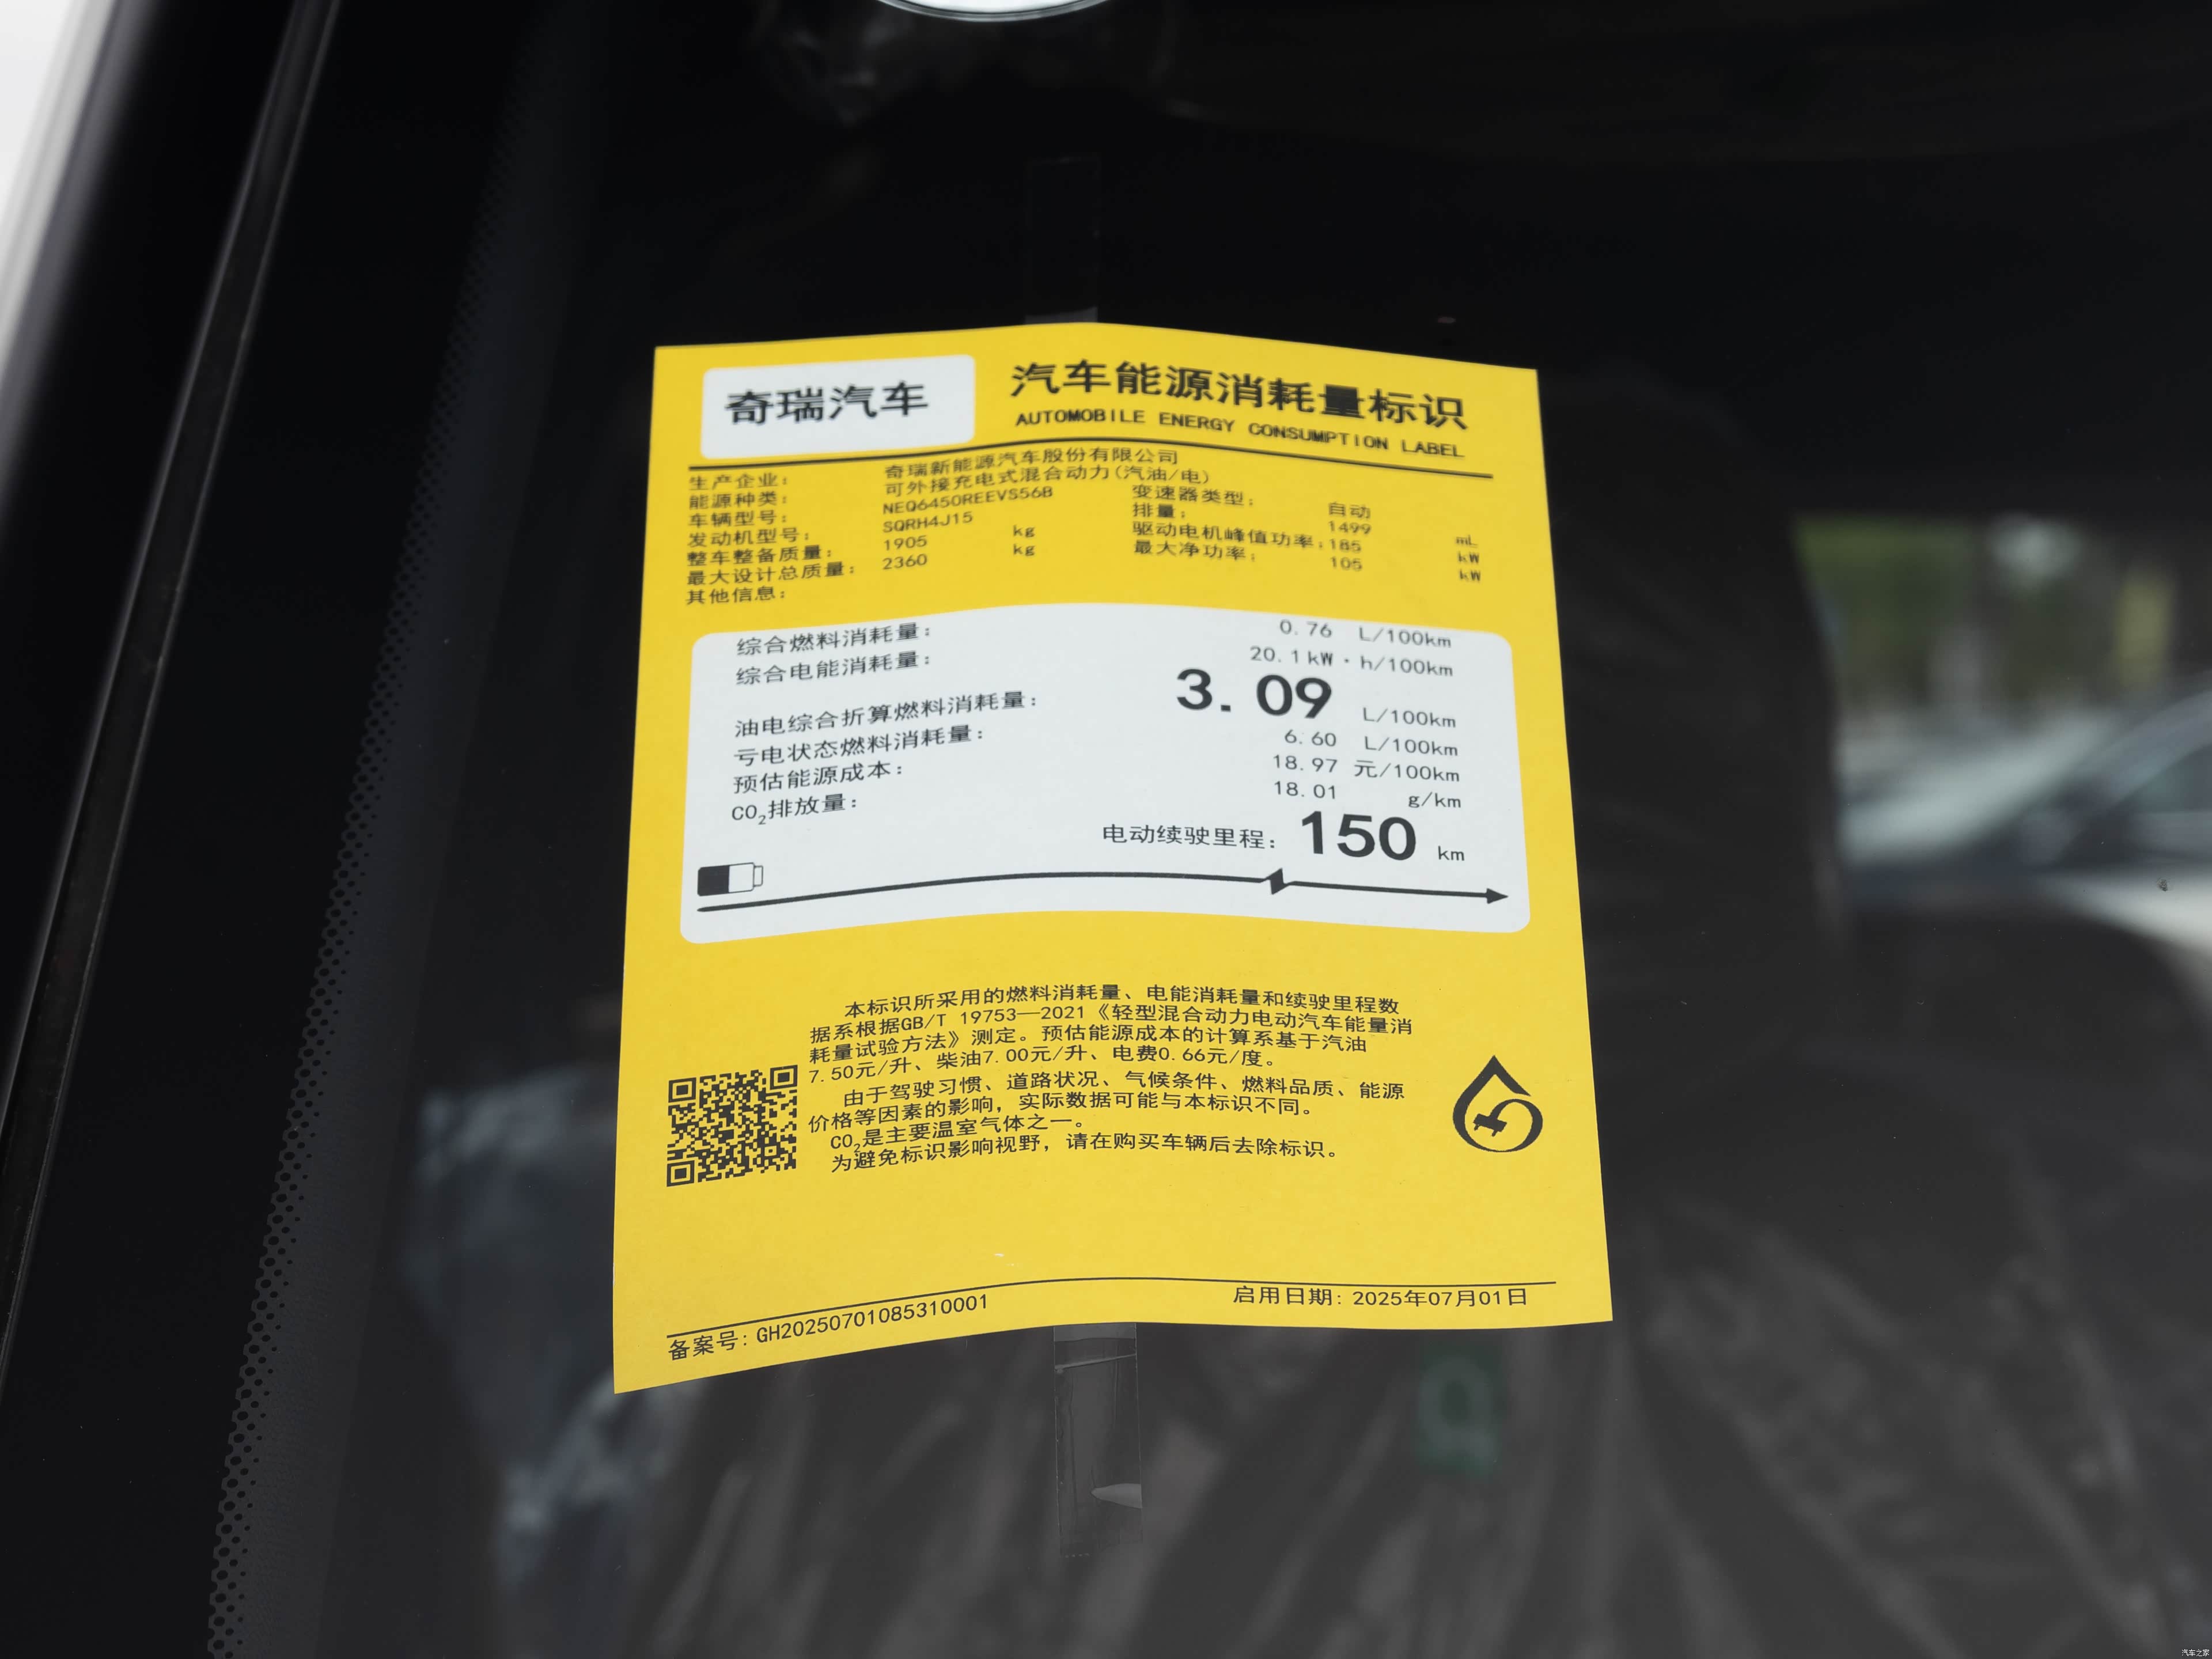 奇瑞汽车
汽车能源消耗量标识
AUTOMOBILE ENERGY CONSUMPTION LABEL
生产企业： 奇瑞新能源汽车股份有限公司
能源种类： 可外接充电式混合动力(汽油/电)
车辆型号： NEQ6450REEVS56B 变速器类型： 自动
发动机型号： SQRH4J15 排量： 1499 mL
整车整备质量： 1905 kg 驱动电机峰值功率：185 kW
最大设计总质量： 2360 kg 最大净功率： 105 kW
其他信息：
综合燃料消耗量： 0.76 L/100km
综合电能消耗量： 20.1 kW·h/100km
油电综合折算燃料消耗量： 3.09 L/100km
亏电状态燃料消耗量： 6.60 L/100km
预估能源成本： 18.97 元/100km
CO₂排放量： 18.01 g/km
电动续驶里程： 150 km
本标识所采用的燃料消耗量、电能消耗量和续驶里程数
据系根据GB/T 19753—2021《轻型混合动力电动汽车能量消
耗量试验方法》测定。预估能源成本的计算系基于汽油
7.50元/升、柴油7.00元/升、电费0.66元/度。
由于驾驶习惯、道路状况、气候条件、燃料品质、能源
价格等因素的影响，实际数据可能与本标识不同。
CO₂是主要温室气体之一。
为避免标识影响视野，请在购买车辆后去除标识。
备案号：GH20250701085310001
启用日期：2025年07月01日
汽车之家